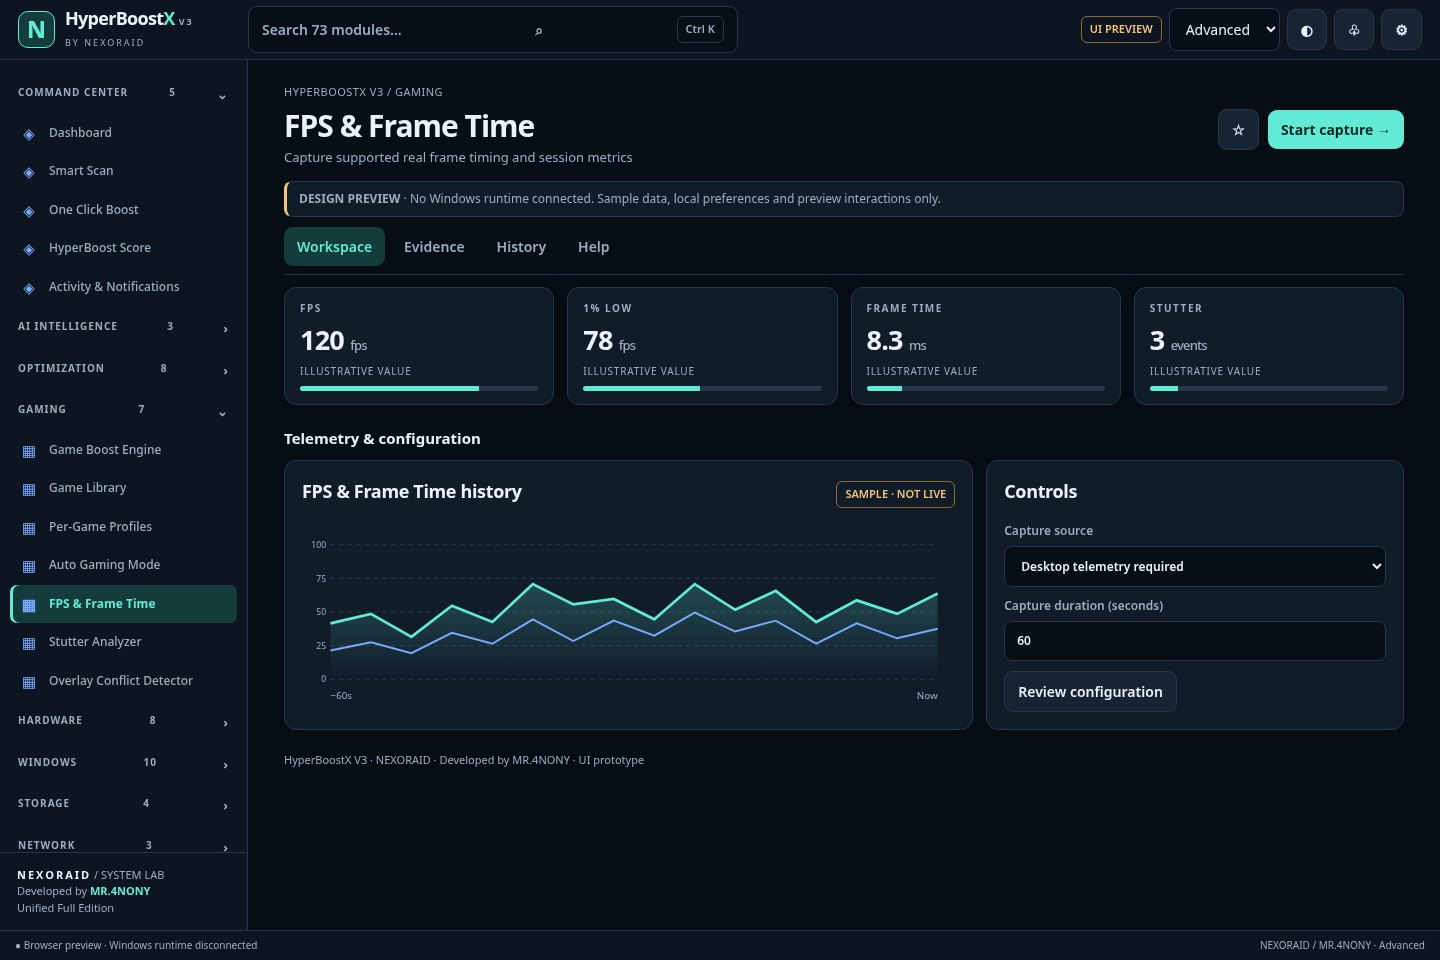 N
HyperBoostX V3
BY NEXORAID
Search 73 modules...
Ctrl K
UI PREVIEW
Advanced
COMMAND CENTER 5
Dashboard
Smart Scan
One Click Boost
HyperBoost Score
Activity & Notifications
AI INTELLIGENCE 3
OPTIMIZATION 8
GAMING 7
Game Boost Engine
Game Library
Per-Game Profiles
Auto Gaming Mode
FPS & Frame Time
Stutter Analyzer
Overlay Conflict Detector
HARDWARE 8
WINDOWS 10
STORAGE 4
NETWORK 3
NEXORAID / SYSTEM LAB
Developed by MR.4NONY
Unified Full Edition
HYPERBOOSTX V3 / GAMING
FPS & Frame Time
Capture supported real frame timing and session metrics
Start capture →
DESIGN PREVIEW · No Windows runtime connected. Sample data, local preferences and preview interactions only.
Workspace
Evidence
History
Help
FPS
120 fps
ILLUSTRATIVE VALUE
1% LOW
78 fps
ILLUSTRATIVE VALUE
FRAME TIME
8.3 ms
ILLUSTRATIVE VALUE
STUTTER
3 events
ILLUSTRATIVE VALUE
Telemetry & configuration
FPS & Frame Time history
SAMPLE · NOT LIVE
100
75
50
25
0
−60s
Now
Controls
Capture source
Desktop telemetry required
Capture duration (seconds)
60
Review configuration
HyperBoostX V3 · NEXORAID · Developed by MR.4NONY · UI prototype
● Browser preview · Windows runtime disconnected
NEXORAID / MR.4NONY · Advanced